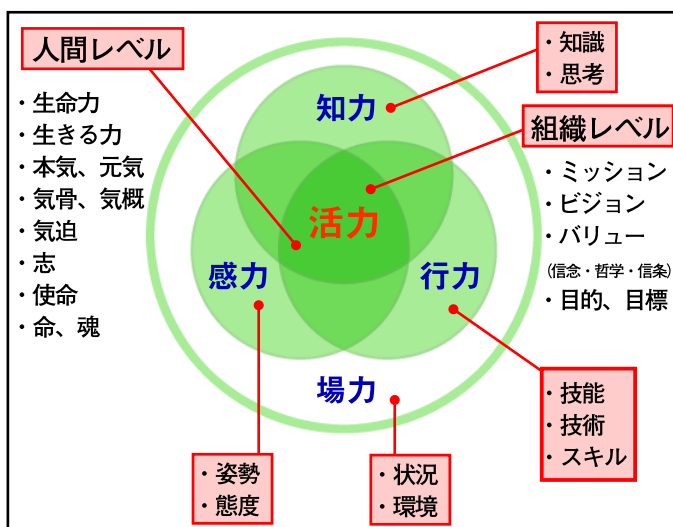 人間レベル
・生命力
・生きる力
・本気、元気
・気骨、気概
・気迫
・志
・使命
・命、魂
・知識
・思考
組織レベル
・ミッション
・ビジョン
・バリュー
(信念・哲学・信条)
・目的、目標
知力
活力
感力
行力
場力
・姿勢
・態度
・状況
・環境
・技能
・技術
・スキル